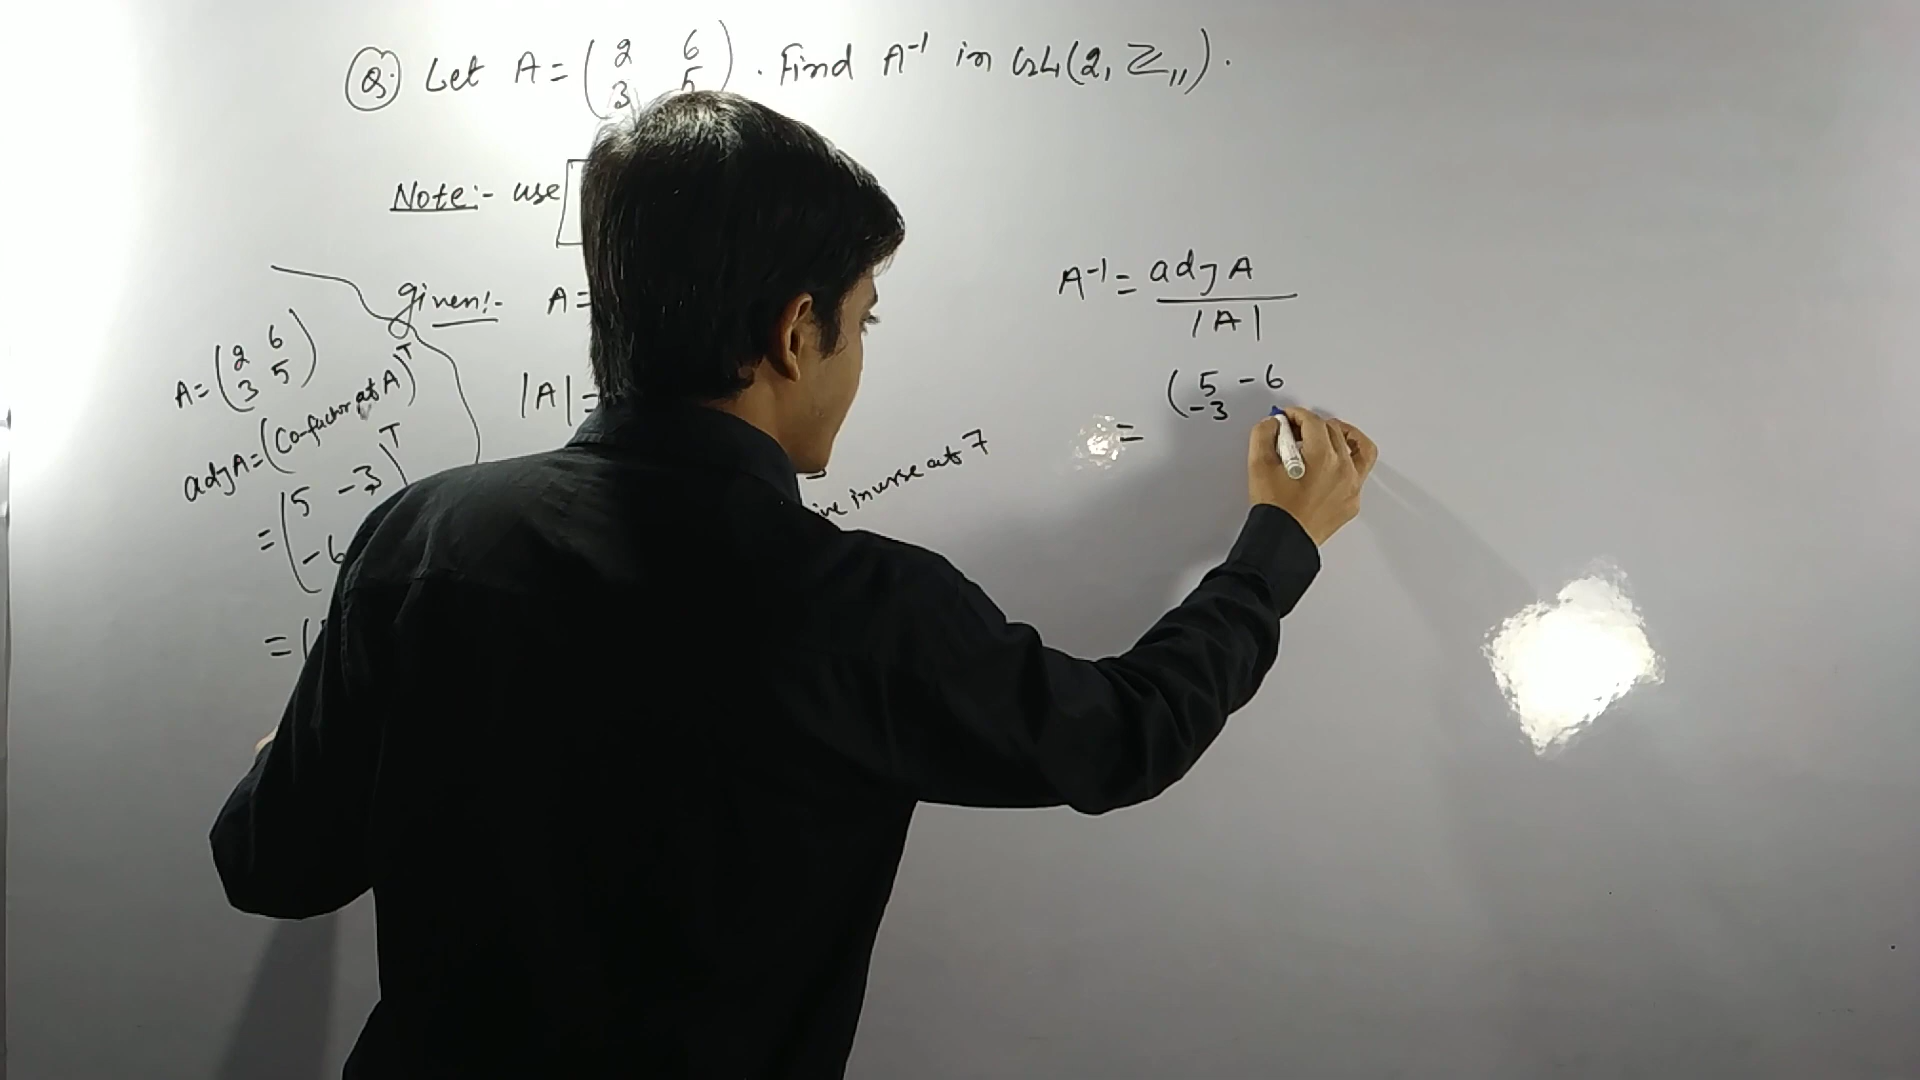 Q. Let A = ( 2 6
3 5 ) . Find A⁻¹ in GL(2, Z₁₁) .
Note:- use
given:- A =
|A| =
inverse of 7
A = ( 2 6
3 5 )
adj A = (Co-factor of A)ᵀ
= ( 5 -3
-6 )ᵀ
= (
A⁻¹ = adj A
|A|
= ( 5 -6
-3